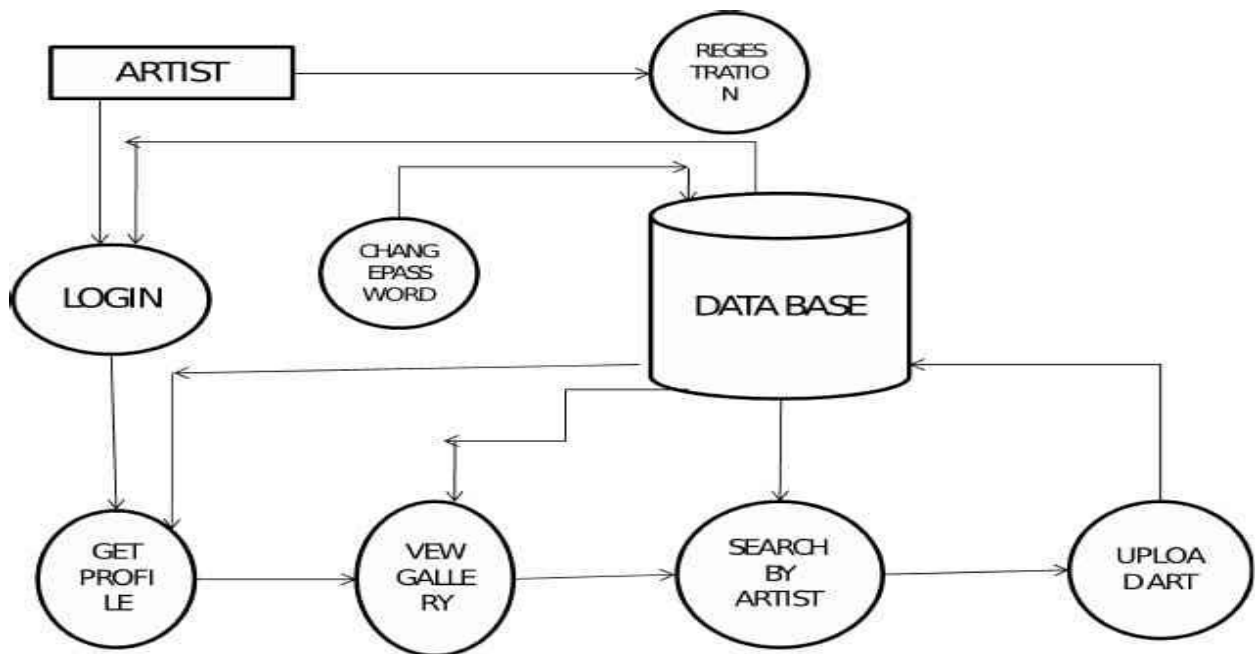 ARTIST
REGES
TRATIO
N
CHANG
EPASS
WORD
LOGIN
DATA BASE
GET
PROFI
LE
VEW
GALLE
RY
SEARCH
BY
ARTIST
UPLOA
D ART